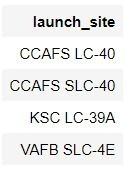 launch_site
CCAFS LC-40
CCAFS SLC-40
KSC LC-39A
VAFB SLC-4E